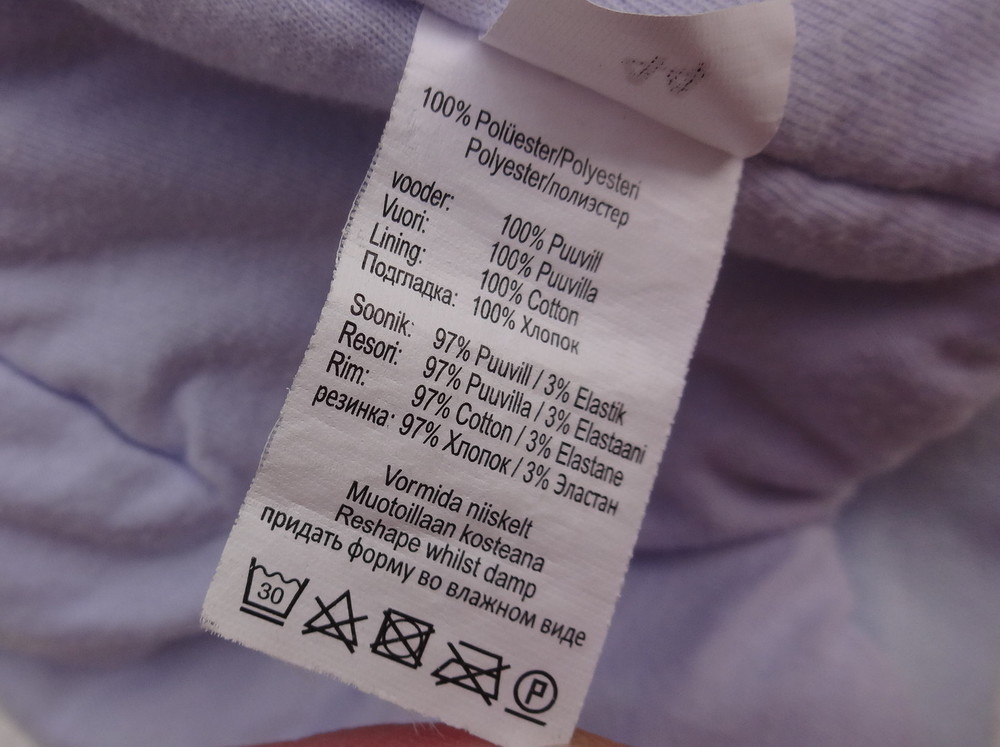 100% Polüester/Polyesteri
Polyester/полиэстер
vooder: 100% Puuvill
Vuori: 100% Puuvilla
Lining: 100% Cotton
Подгладка: 100% Хлопок
Soonik: 97% Puuvill / 3% Elastik
Resori: 97% Puuvilla / 3% Elastaani
Rim: 97% Cotton / 3% Elastane
резинка: 97% Хлопок / 3% Эластан
Vormida niiskelt
Muotoillaan kosteana
Reshape whilst damp
придать форму во влажном виде
30
P